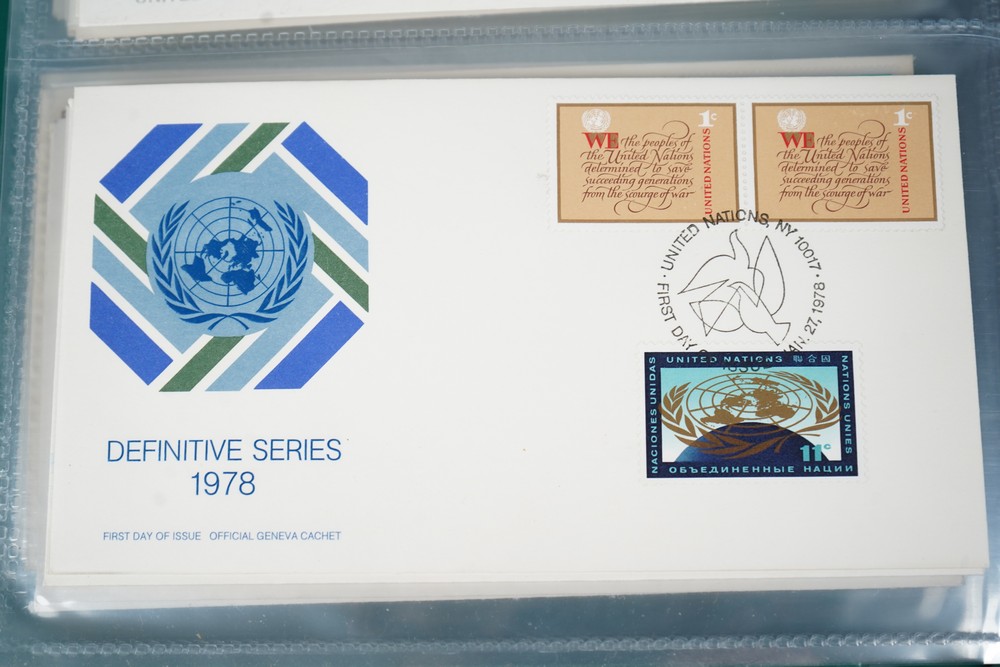 DEFINITIVE SERIES
1978
FIRST DAY OF ISSUE OFFICIAL GENEVA CACHET
1c
WE the peoples of
the United Nations
determined to save
succeeding generations
from the scourge of war
UNITED NATIONS
1c
WE the peoples of
the United Nations
determined to save
succeeding generations
from the scourge of war
UNITED NATIONS
UNITED NATIONS, NY 10017 ·
FIRST DAY
JAN. 27, 1978
UNITED NATIONS 聯合國
NACIONES UNIDAS
NATIONS UNIES
11c
ОБЪЕДИНЕННЫЕ НАЦИИ